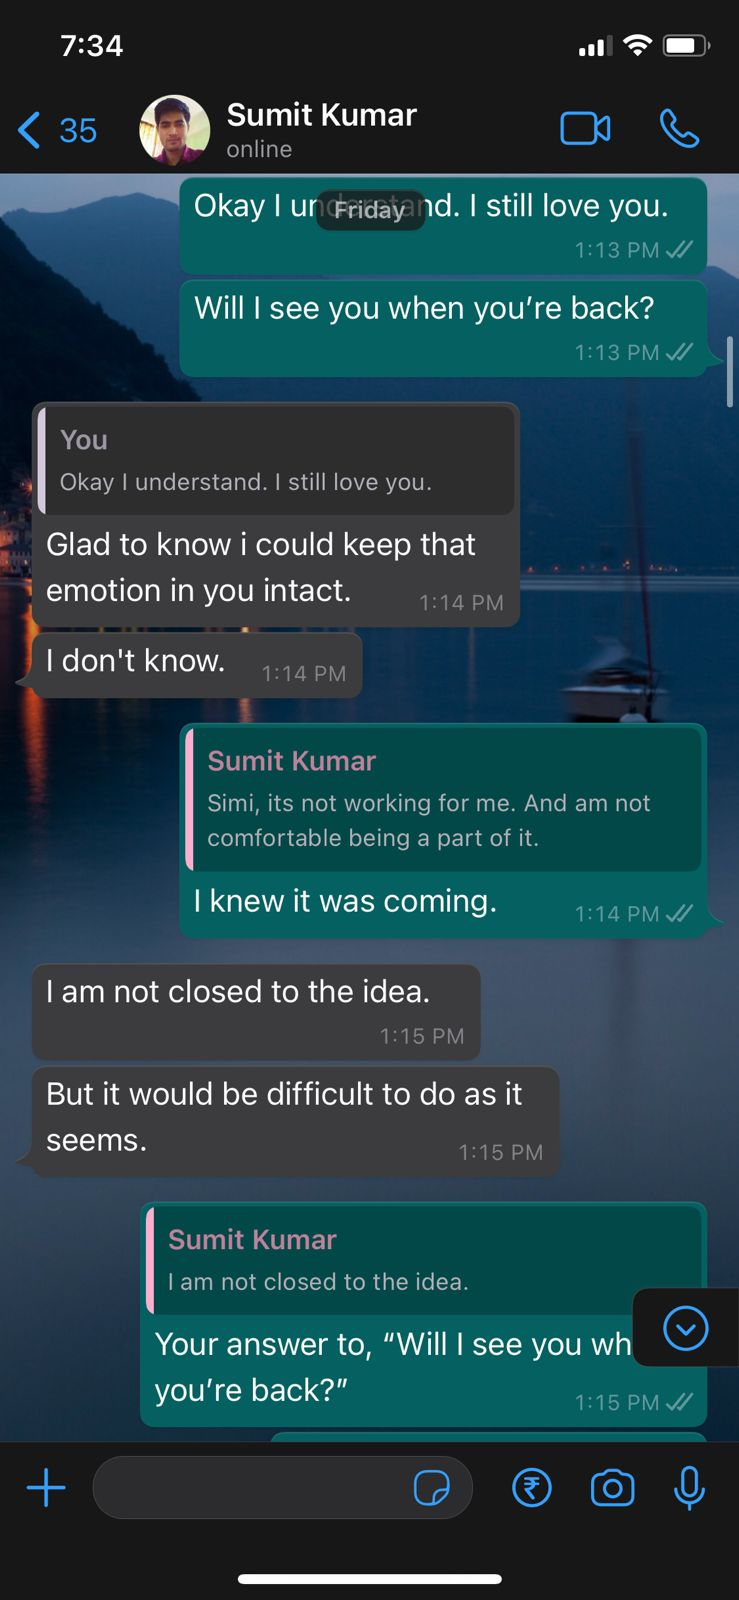 7:34
35
Sumit Kumar
online
Okay I understand. I still love you.
Friday
1:13 PM
Will I see you when you’re back?
1:13 PM
You
Okay I understand. I still love you.
Glad to know i could keep that
emotion in you intact.
1:14 PM
I don't know.
1:14 PM
Sumit Kumar
Simi, its not working for me. And am not
comfortable being a part of it.
I knew it was coming.
1:14 PM
I am not closed to the idea.
1:15 PM
But it would be difficult to do as it
seems.
1:15 PM
Sumit Kumar
I am not closed to the idea.
Your answer to, “Will I see you wh
you’re back?”
1:15 PM
₹